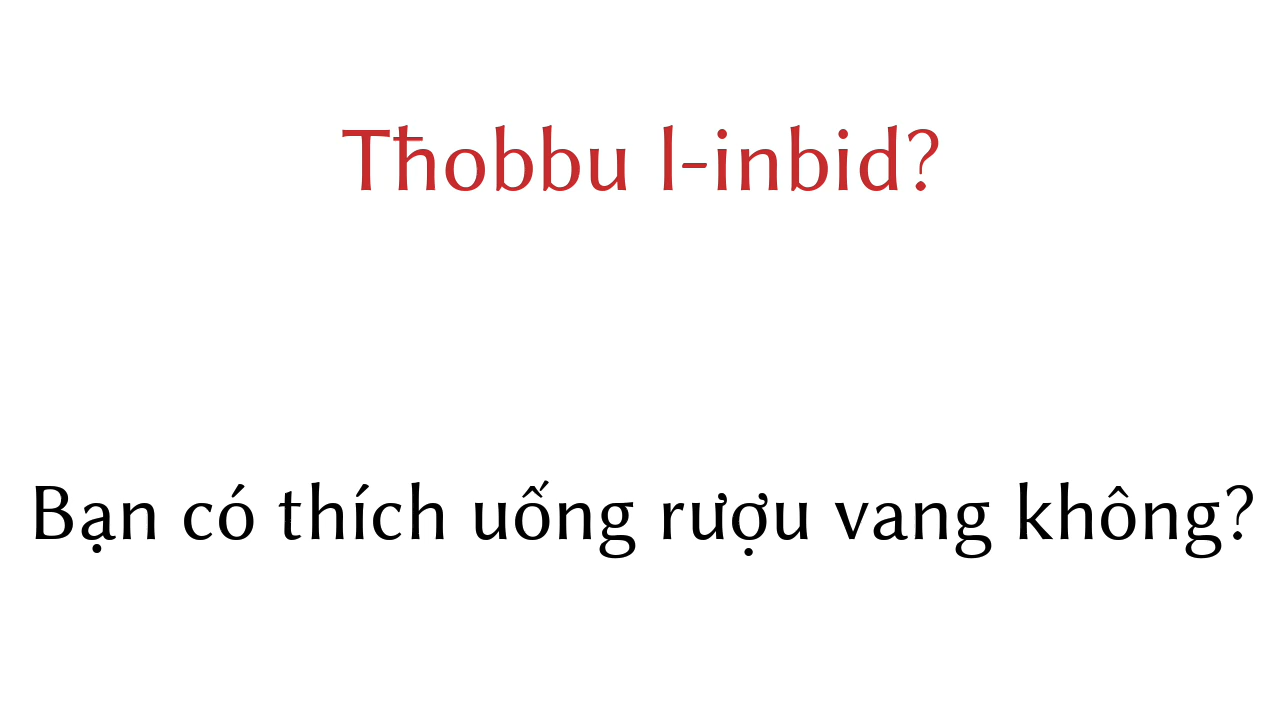 Tħobbu l-inbid?
Bạn có thích uống rượu vang không?